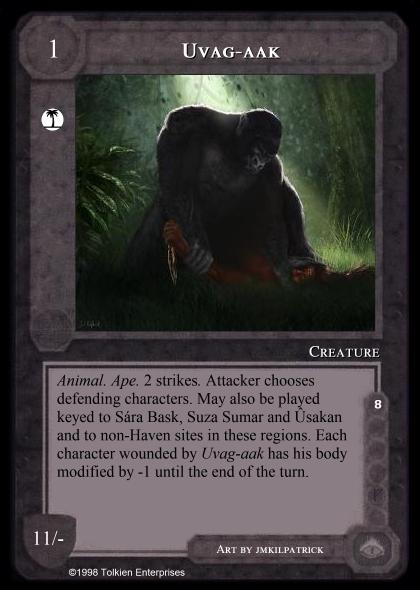 1
UVAG-AAK
CREATURE
Animal. Ape. 2 strikes. Attacker chooses
defending characters. May also be played
keyed to Sára Bask, Suza Sumar and Ûsakan
and to non-Haven sites in these regions. Each
character wounded by Uvag-aak has his body
modified by -1 until the end of the turn.
8
11/-
ART BY JMKILPATRICK
©1998 Tolkien Enterprises